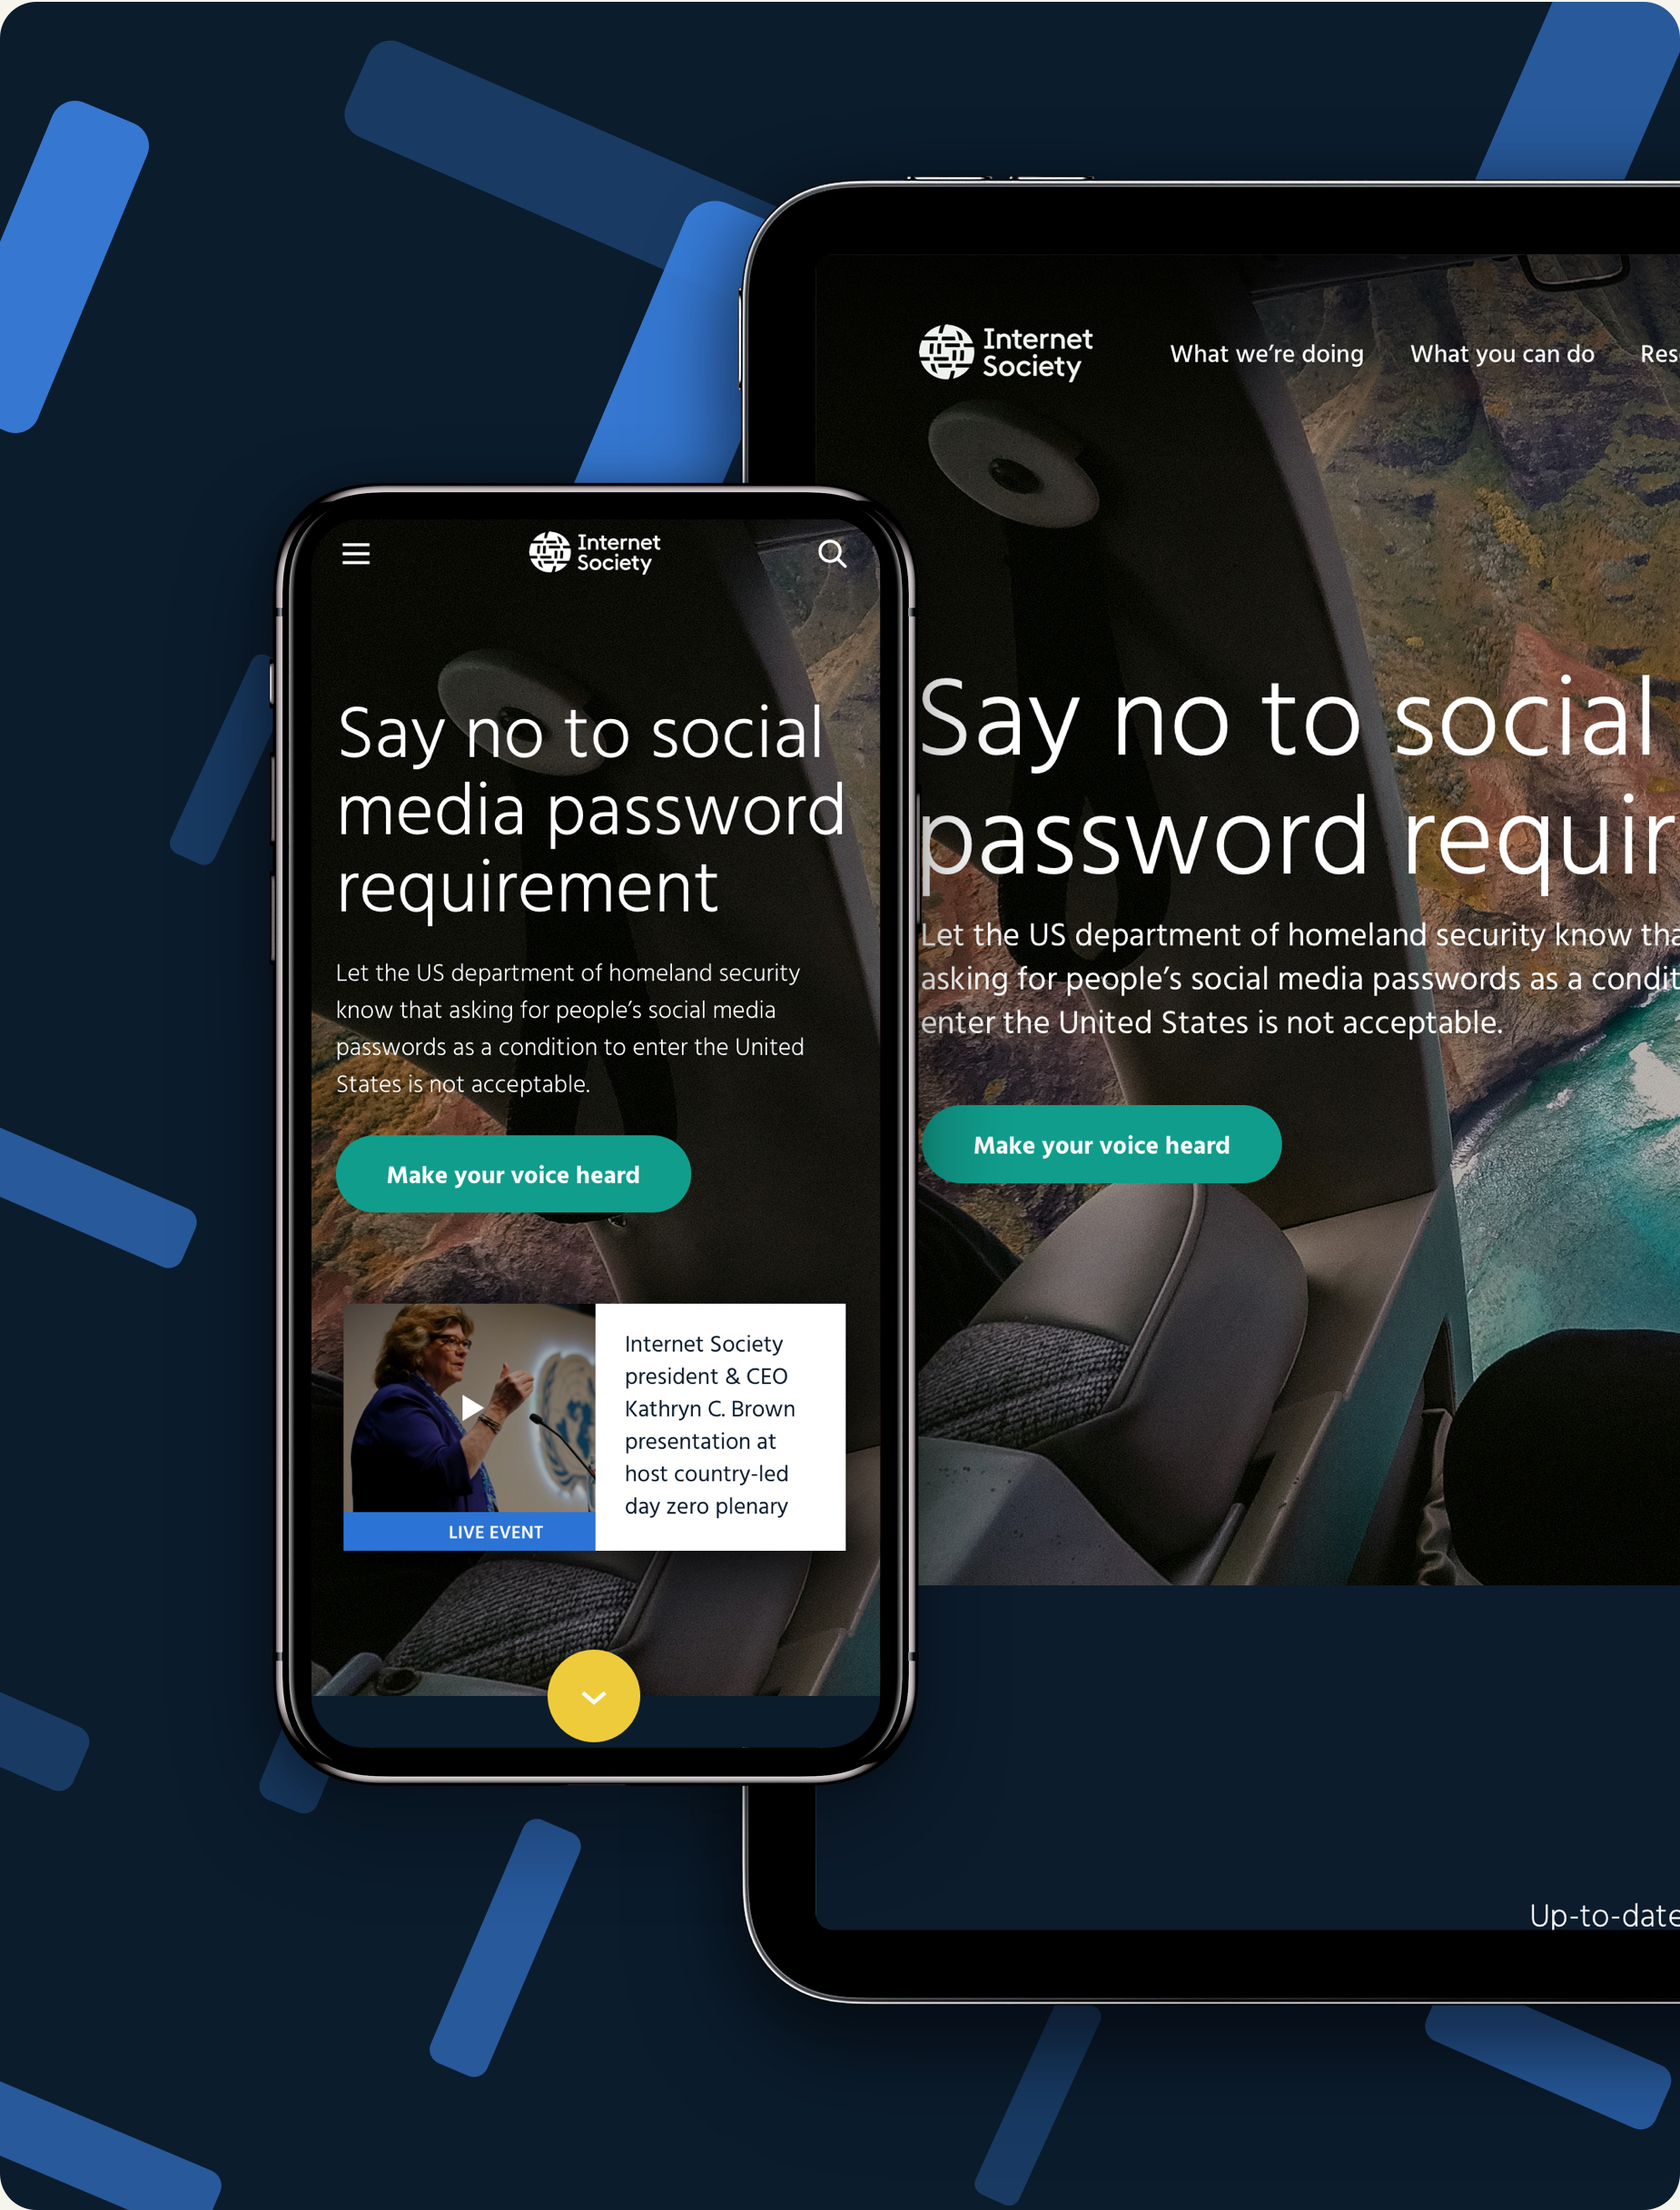 Internet
Society
What we’re doing
What you can do
Internet
Society
Say no to social
media password
requirement
Let the US department of homeland security
know that asking for people’s social media
passwords as a condition to enter the United
States is not acceptable.
Make your voice heard
LIVE EVENT
Internet Society
president & CEO
Kathryn C. Brown
presentation at
host country-led
day zero plenary
Say no to social
password
Let the US department of homeland security know
asking for people’s social media passwords as a
enter the United States is not acceptable.
Make your voice heard
Up-to-date